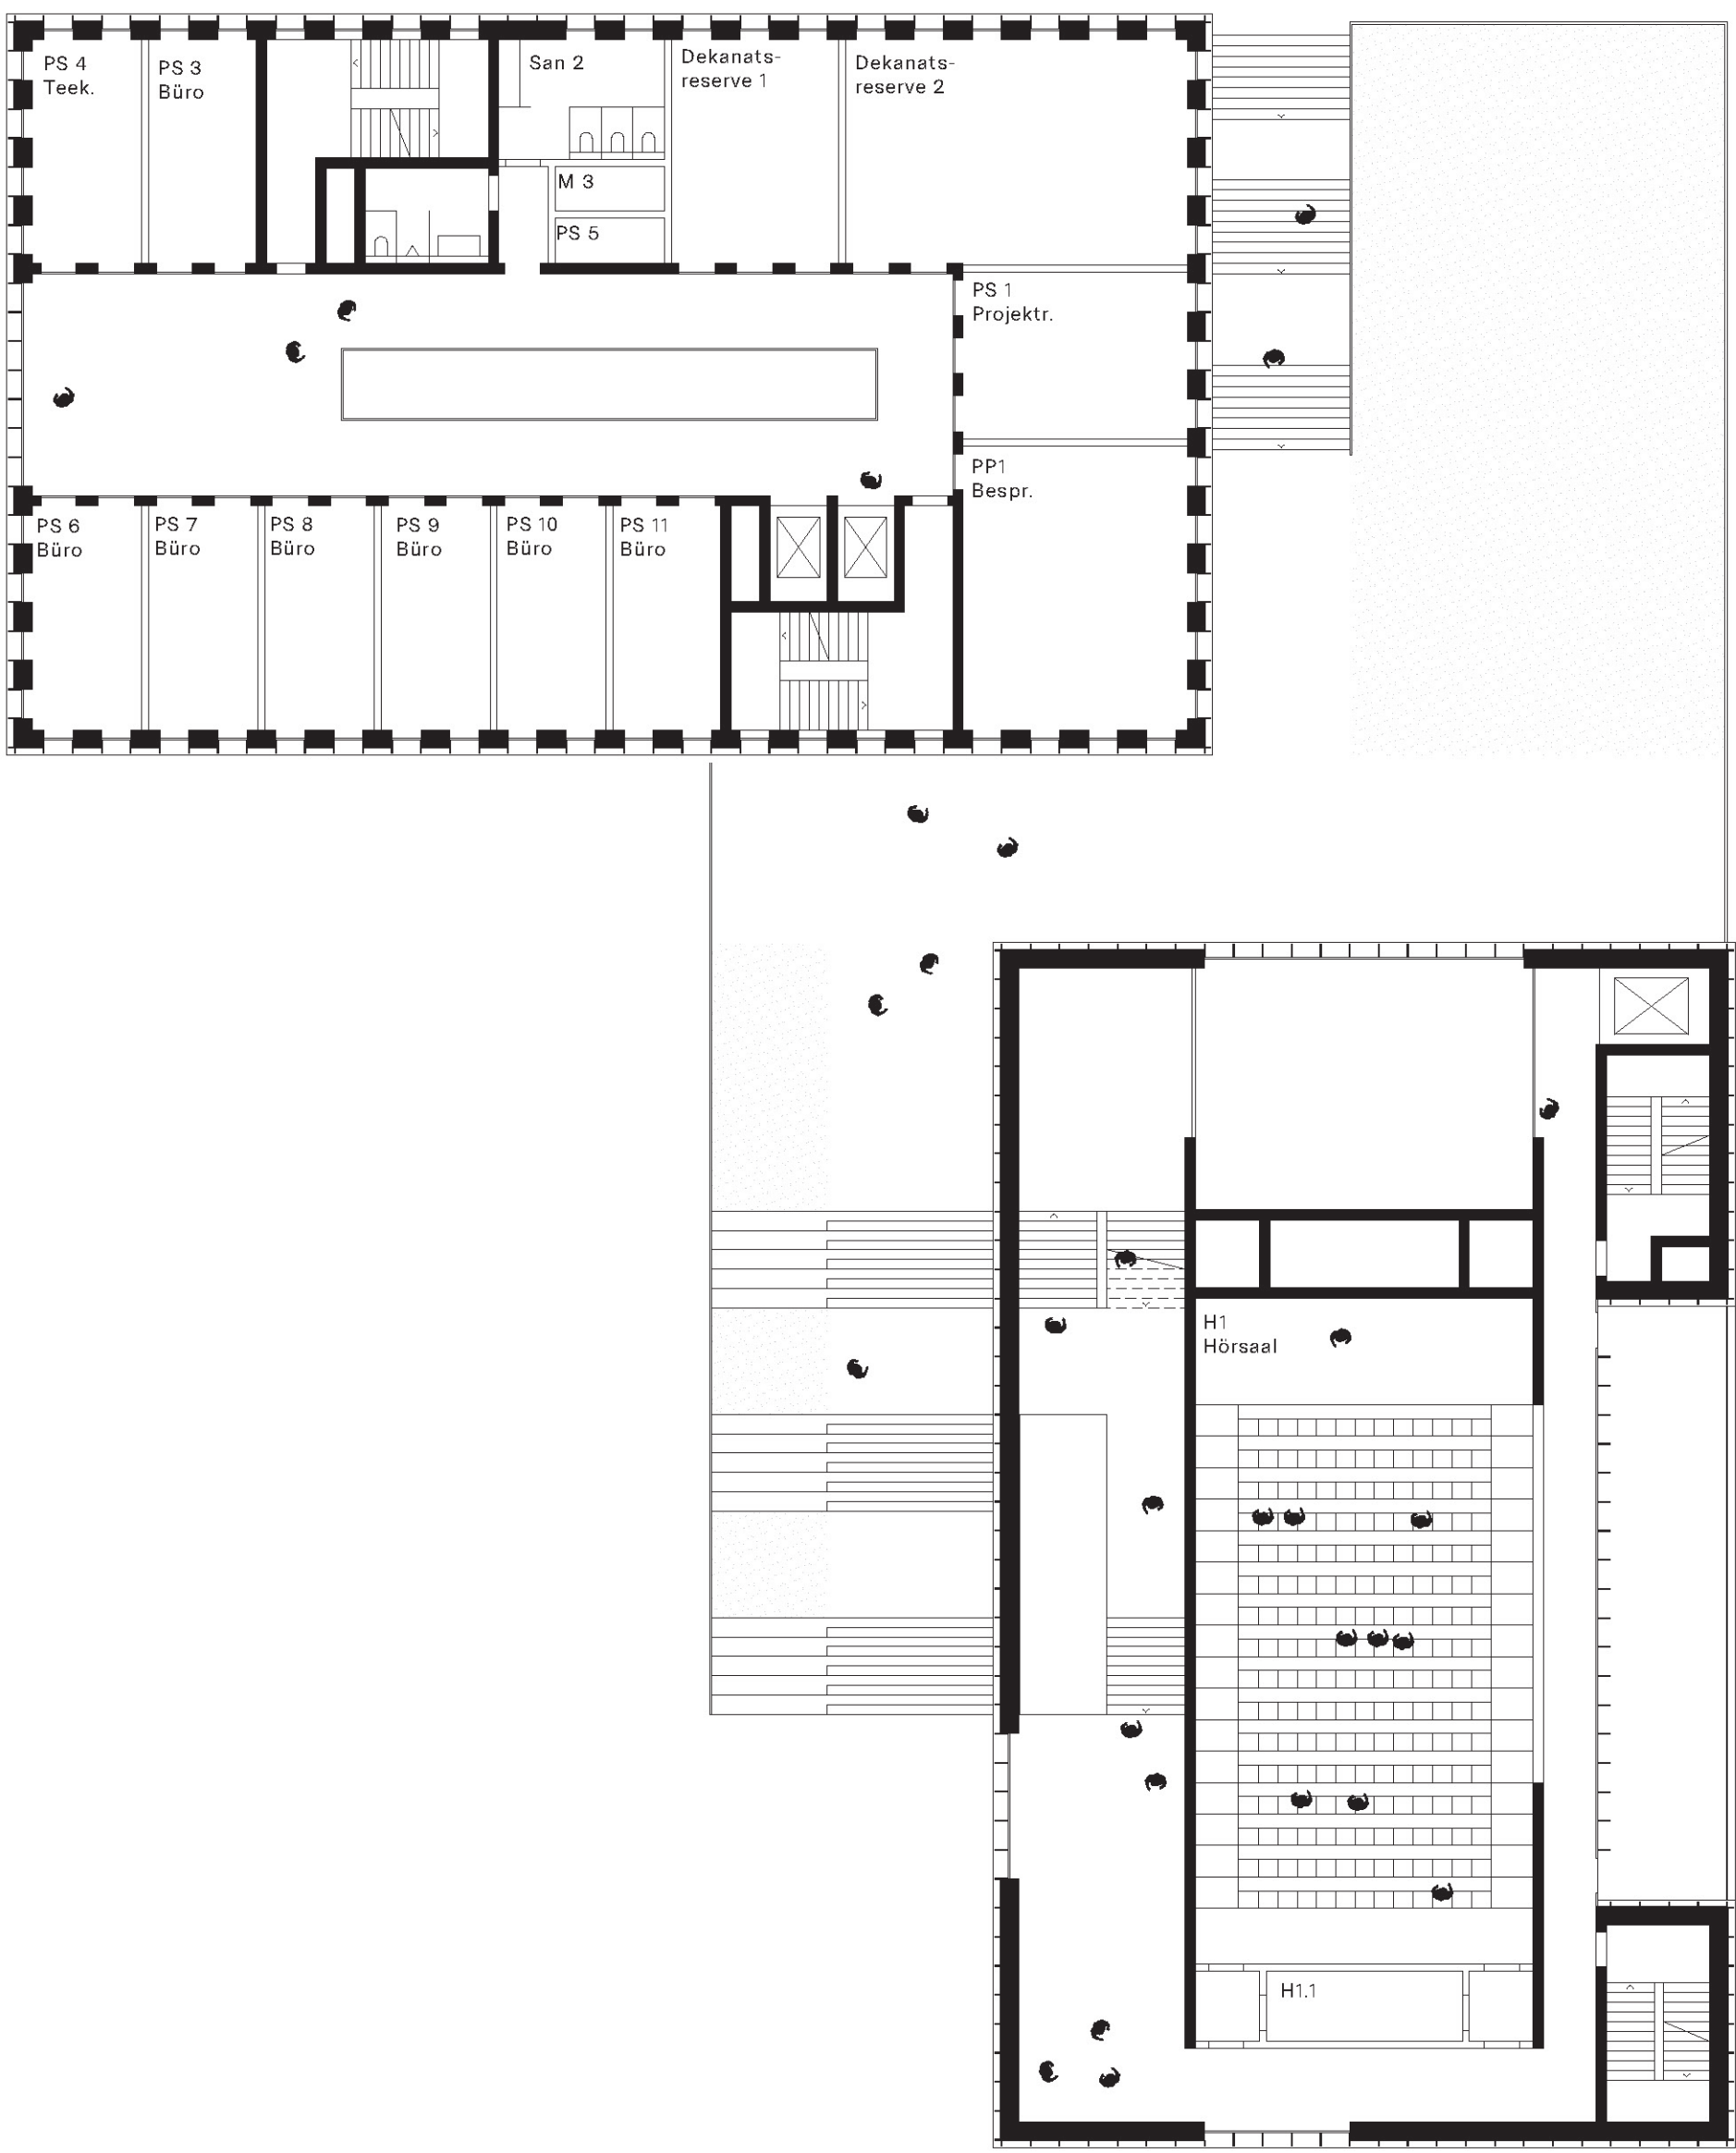 PS 4
Teek.
PS 3
Büro
San 2
Dekanats-
reserve 1
Dekanats-
reserve 2
M 3
PS 5
PS 1
Projektr.
PP1
Bespr.
PS 6
Büro
PS 7
Büro
PS 8
Büro
PS 9
Büro
PS 10
Büro
PS 11
Büro
H1
Hörsaal
H1.1